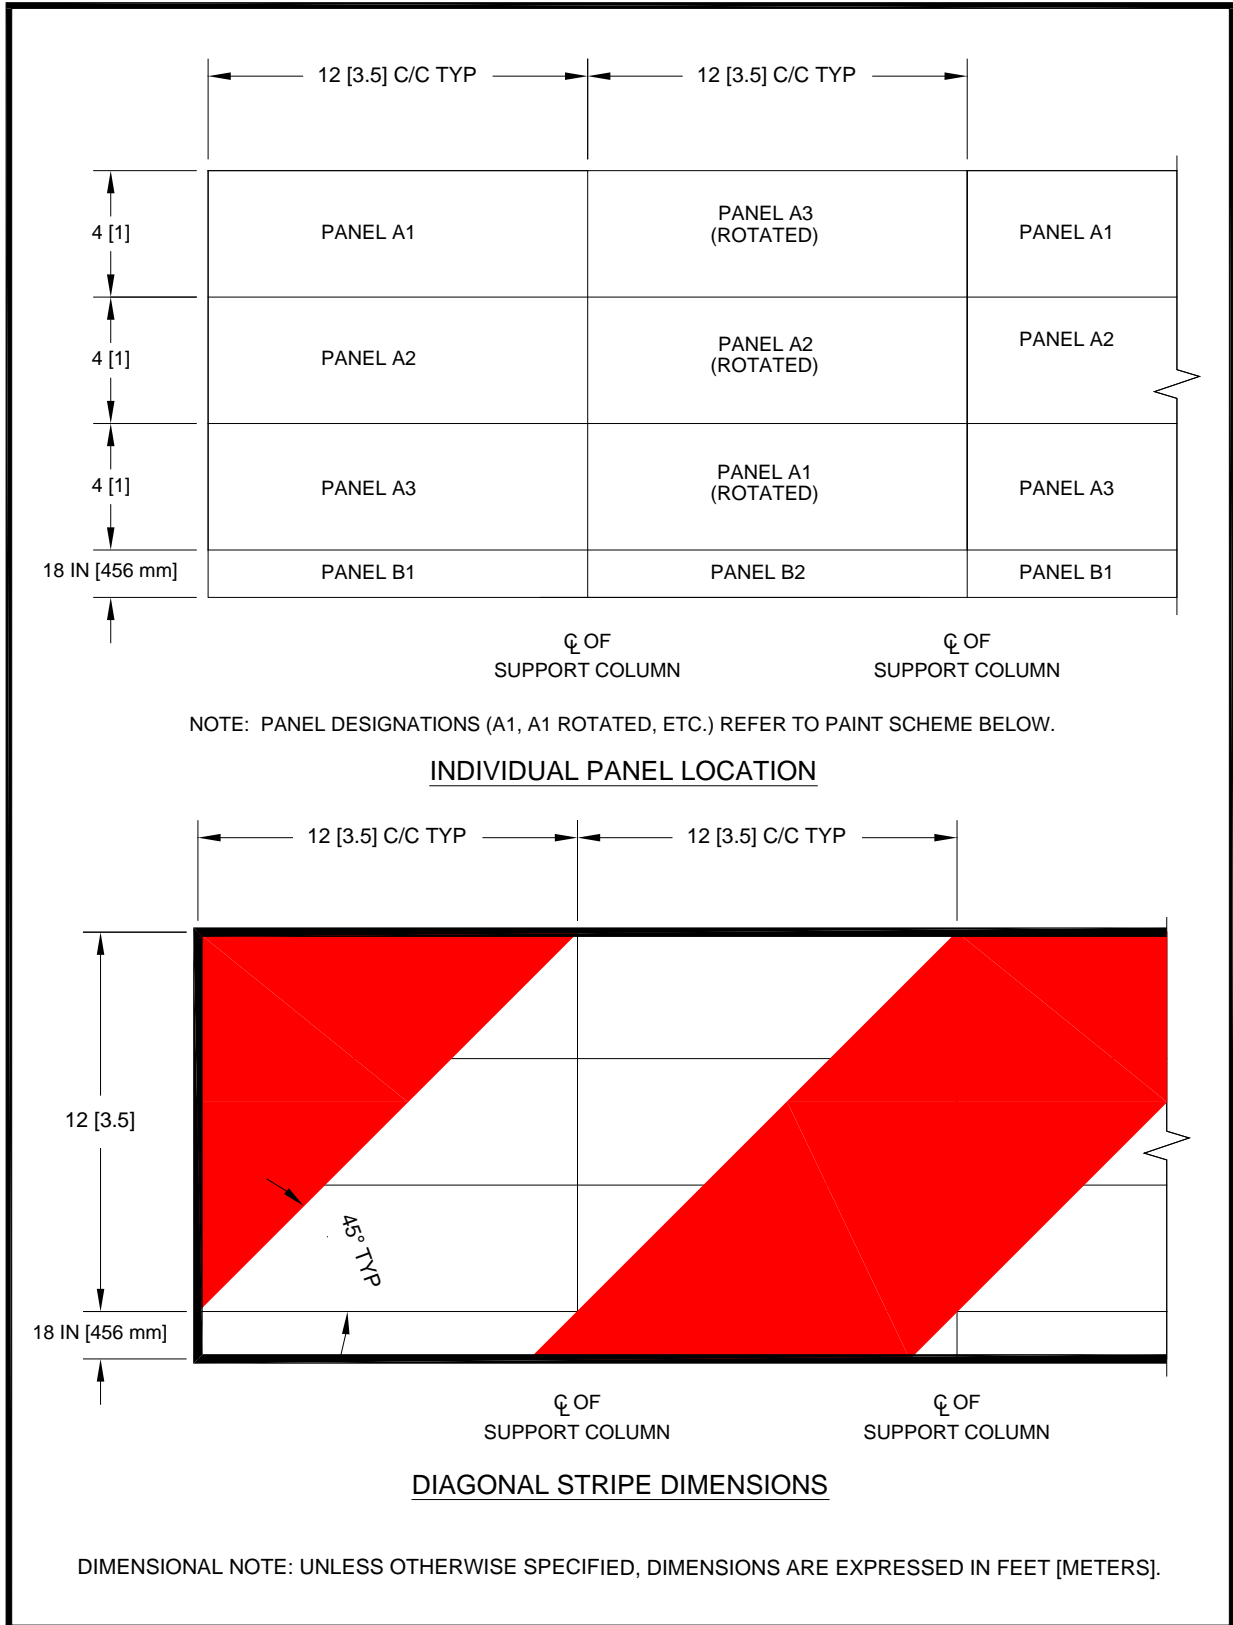 12 [3.5] C/C TYP
12 [3.5] C/C TYP
4 [1]
PANEL A1
PANEL A3
(ROTATED)
PANEL A1
4 [1]
PANEL A2
PANEL A2
(ROTATED)
PANEL A2
4 [1]
PANEL A3
PANEL A1
(ROTATED)
PANEL A3
18 IN [456 mm]
PANEL B1
PANEL B2
PANEL B1
℄ OF
SUPPORT COLUMN
℄ OF
SUPPORT COLUMN
NOTE: PANEL DESIGNATIONS (A1, A1 ROTATED, ETC.) REFER TO PAINT SCHEME BELOW.
INDIVIDUAL PANEL LOCATION
12 [3.5] C/C TYP
12 [3.5] C/C TYP
12 [3.5]
45° TYP
18 IN [456 mm]
℄ OF
SUPPORT COLUMN
℄ OF
SUPPORT COLUMN
DIAGONAL STRIPE DIMENSIONS
DIMENSIONAL NOTE: UNLESS OTHERWISE SPECIFIED, DIMENSIONS ARE EXPRESSED IN FEET [METERS].